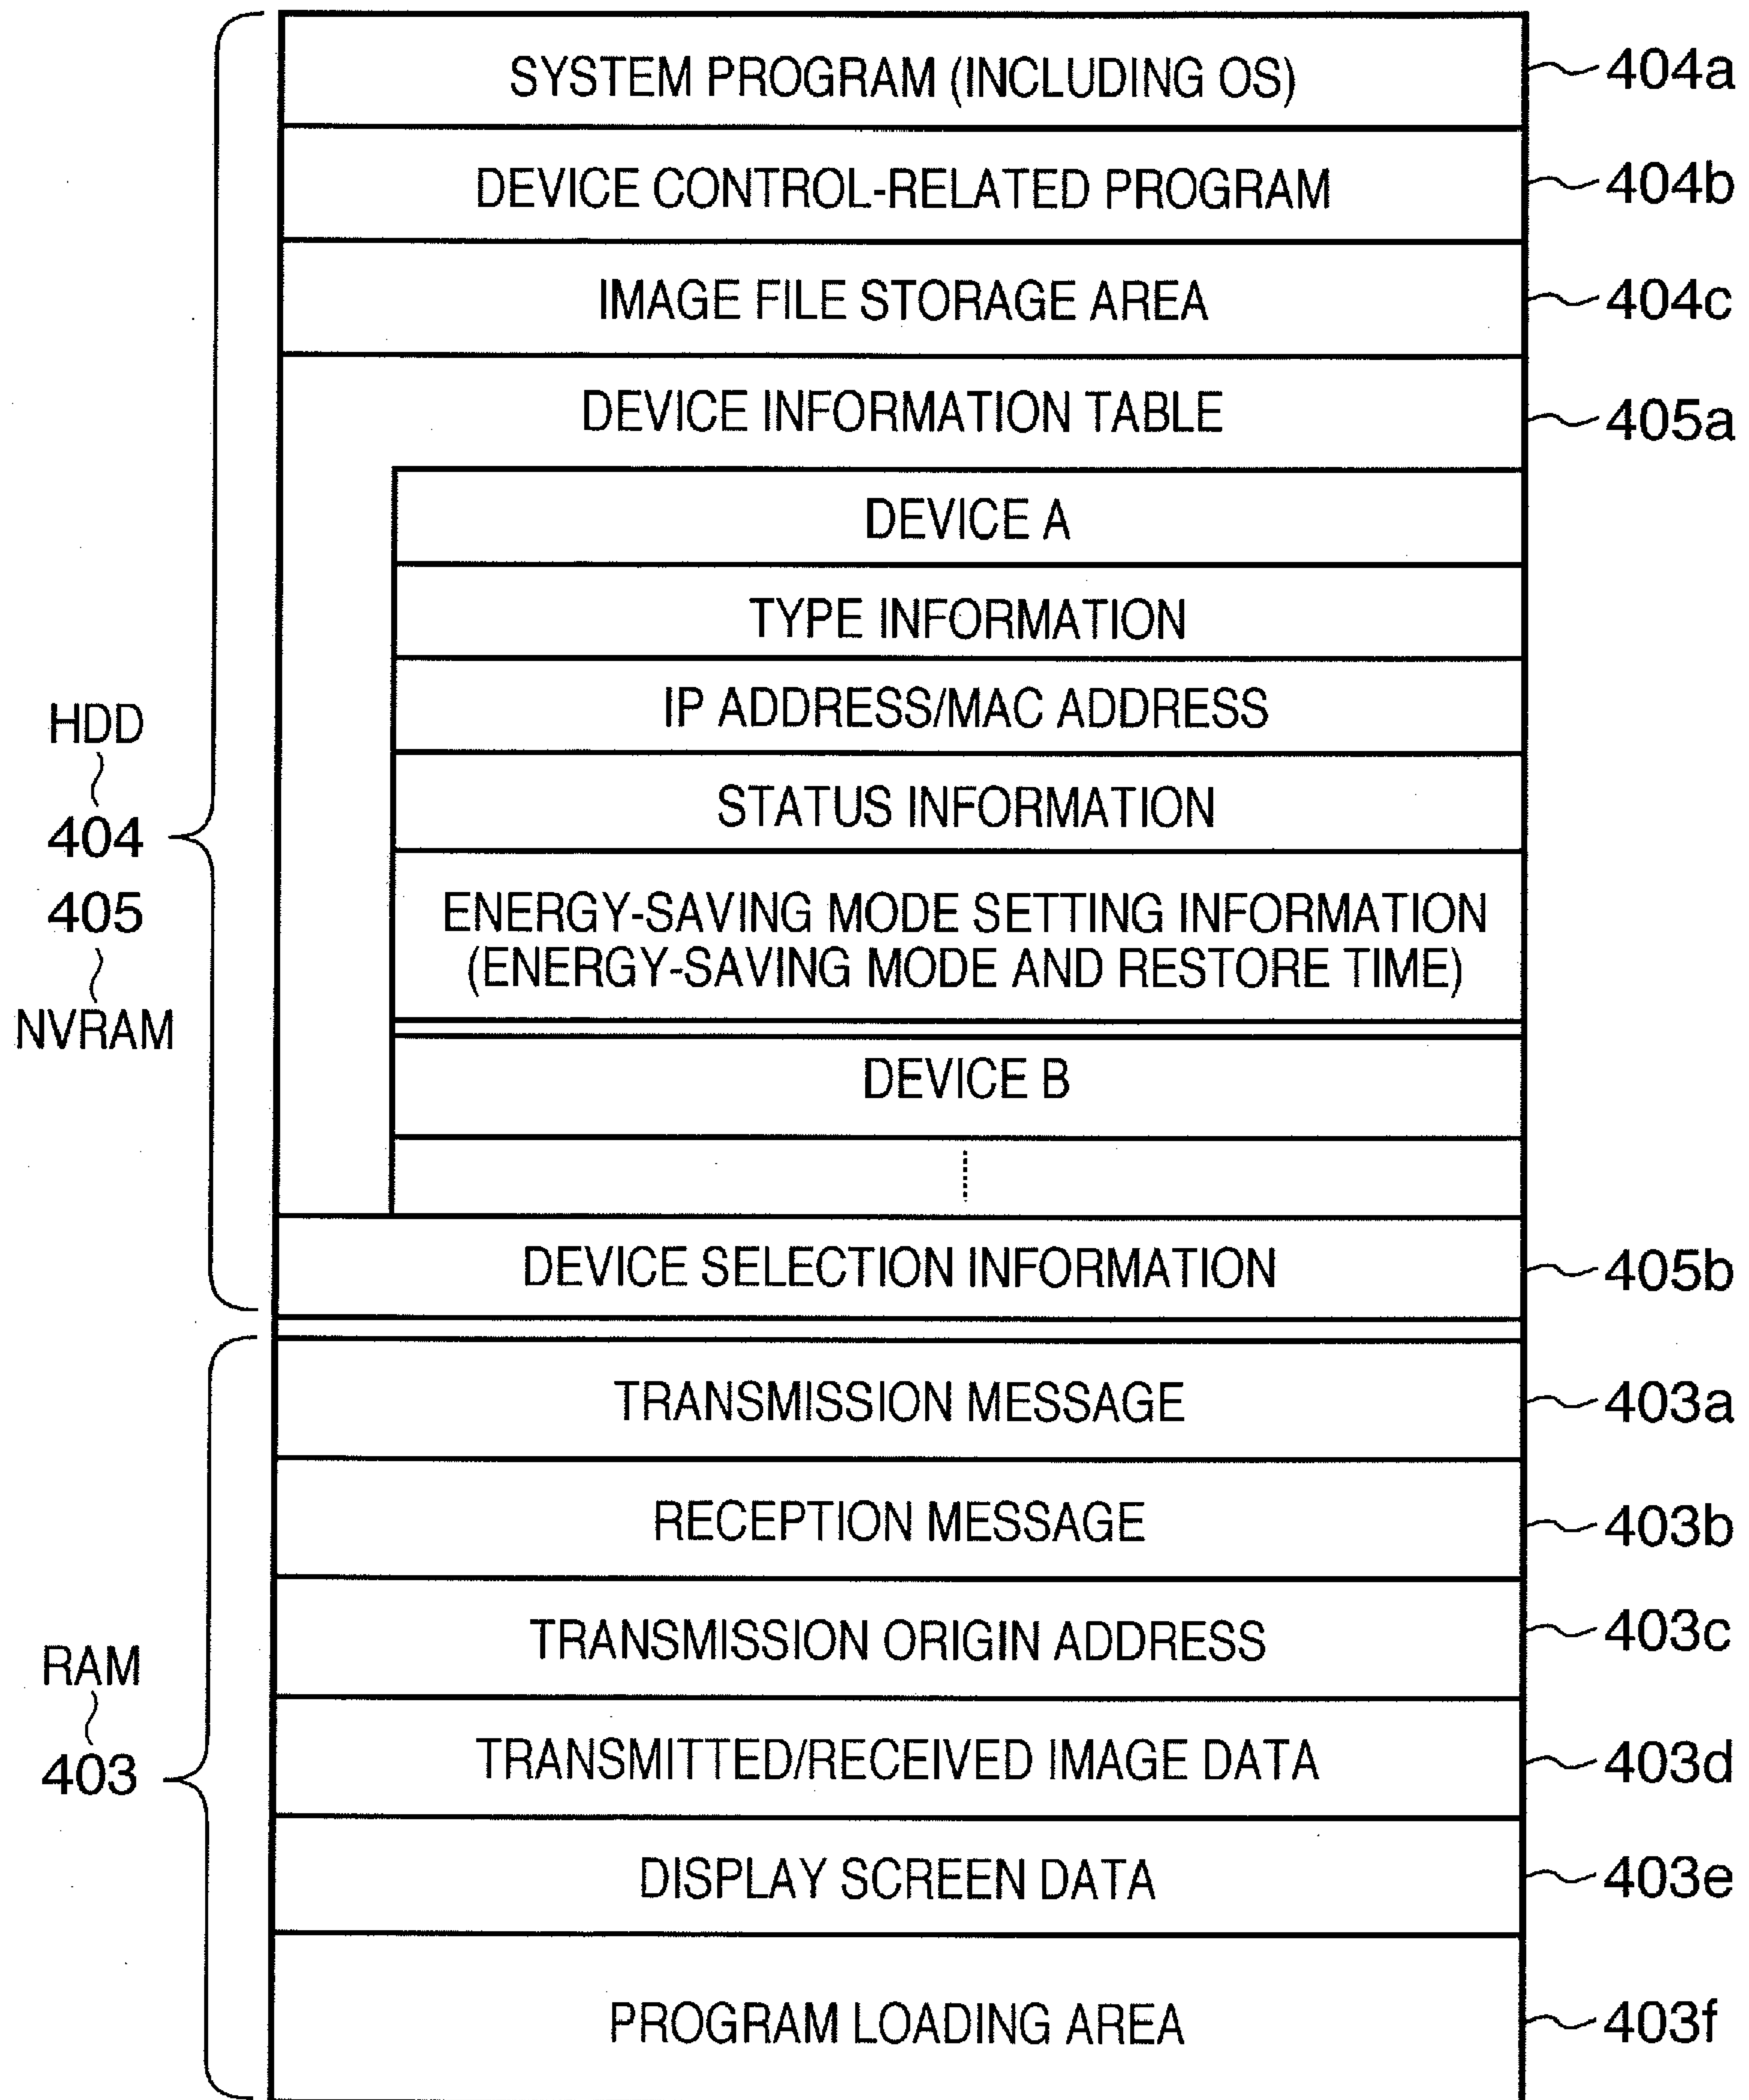 SYSTEM PROGRAM (INCLUDING OS)
404a
DEVICE CONTROL-RELATED PROGRAM
404b
IMAGE FILE STORAGE AREA
404c
DEVICE INFORMATION TABLE
405a
DEVICE A
TYPE INFORMATION
IP ADDRESS/MAC ADDRESS
STATUS INFORMATION
ENERGY-SAVING MODE SETTING INFORMATION
(ENERGY-SAVING MODE AND RESTORE TIME)
DEVICE B
DEVICE SELECTION INFORMATION
405b
HDD
404
405
NVRAM
TRANSMISSION MESSAGE
403a
RECEPTION MESSAGE
403b
TRANSMISSION ORIGIN ADDRESS
403c
TRANSMITTED/RECEIVED IMAGE DATA
403d
DISPLAY SCREEN DATA
403e
PROGRAM LOADING AREA
403f
RAM
403